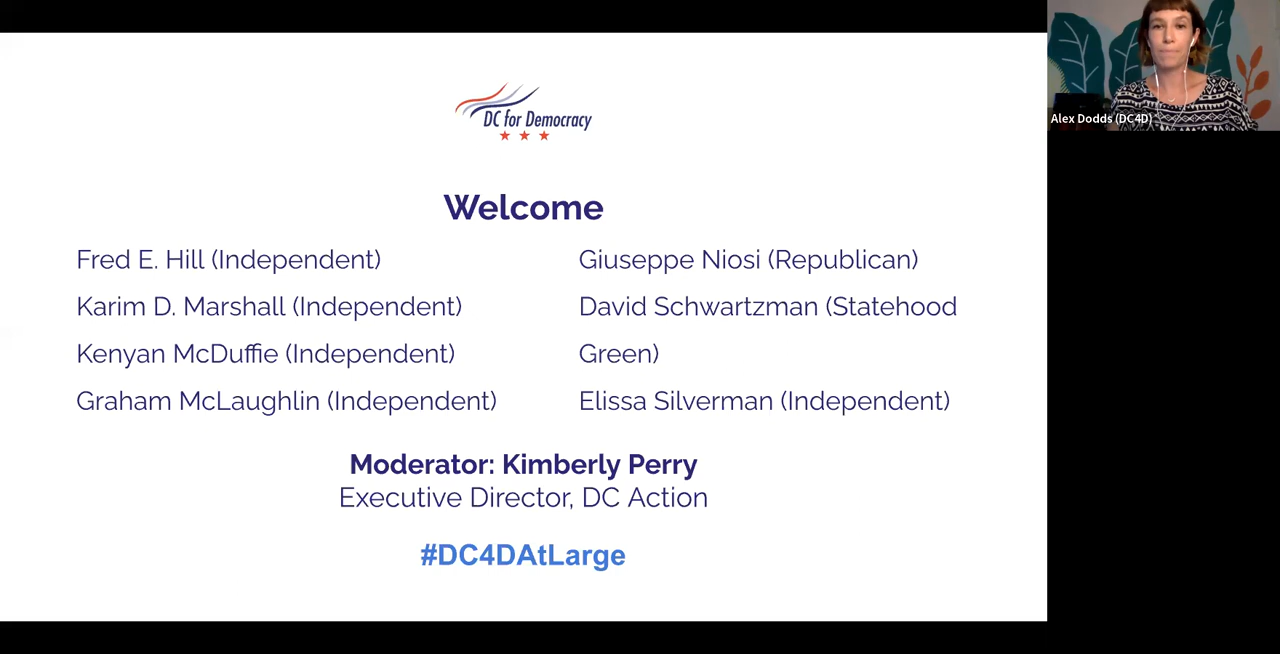 DC for Democracy
Welcome
Fred E. Hill (Independent)
Karim D. Marshall (Independent)
Kenyan McDuffie (Independent)
Graham McLaughlin (Independent)
Giuseppe Niosi (Republican)
David Schwartzman (Statehood
Green)
Elissa Silverman (Independent)
Moderator: Kimberly Perry
Executive Director, DC Action
#DC4DAtLarge
Alex Dodds (DC4D)